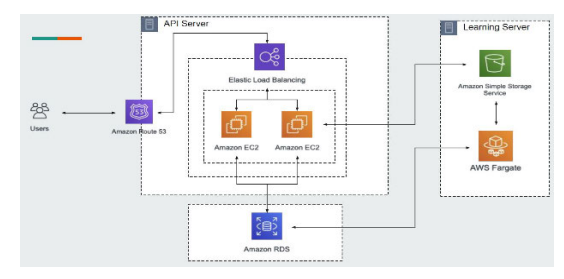 API Server
Learning Server
Elastic Load Balancing
Amazon Simple Storage
Service
Users
Amazon Route 53
53
Amazon EC2
Amazon EC2
AWS Fargate
Amazon RDS